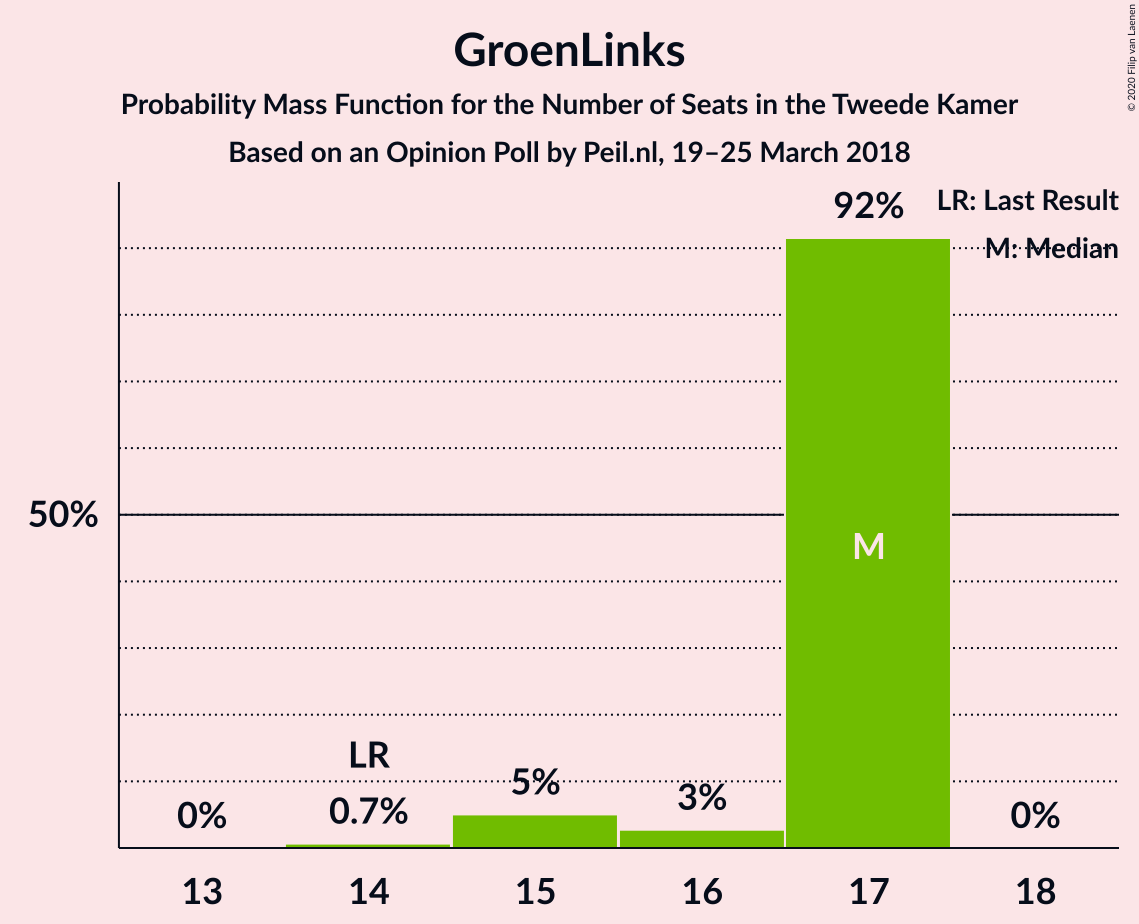 GroenLinks
Probability Mass Function for the Number of Seats in the Tweede Kamer
Based on an Opinion Poll by Peil.nl, 19–25 March 2018
© 2020 Filip van Laenen
LR: Last Result
M: Median
92%
50%
M
LR
0%
0.7%
5%
3%
0%
13 14 15 16 17 18